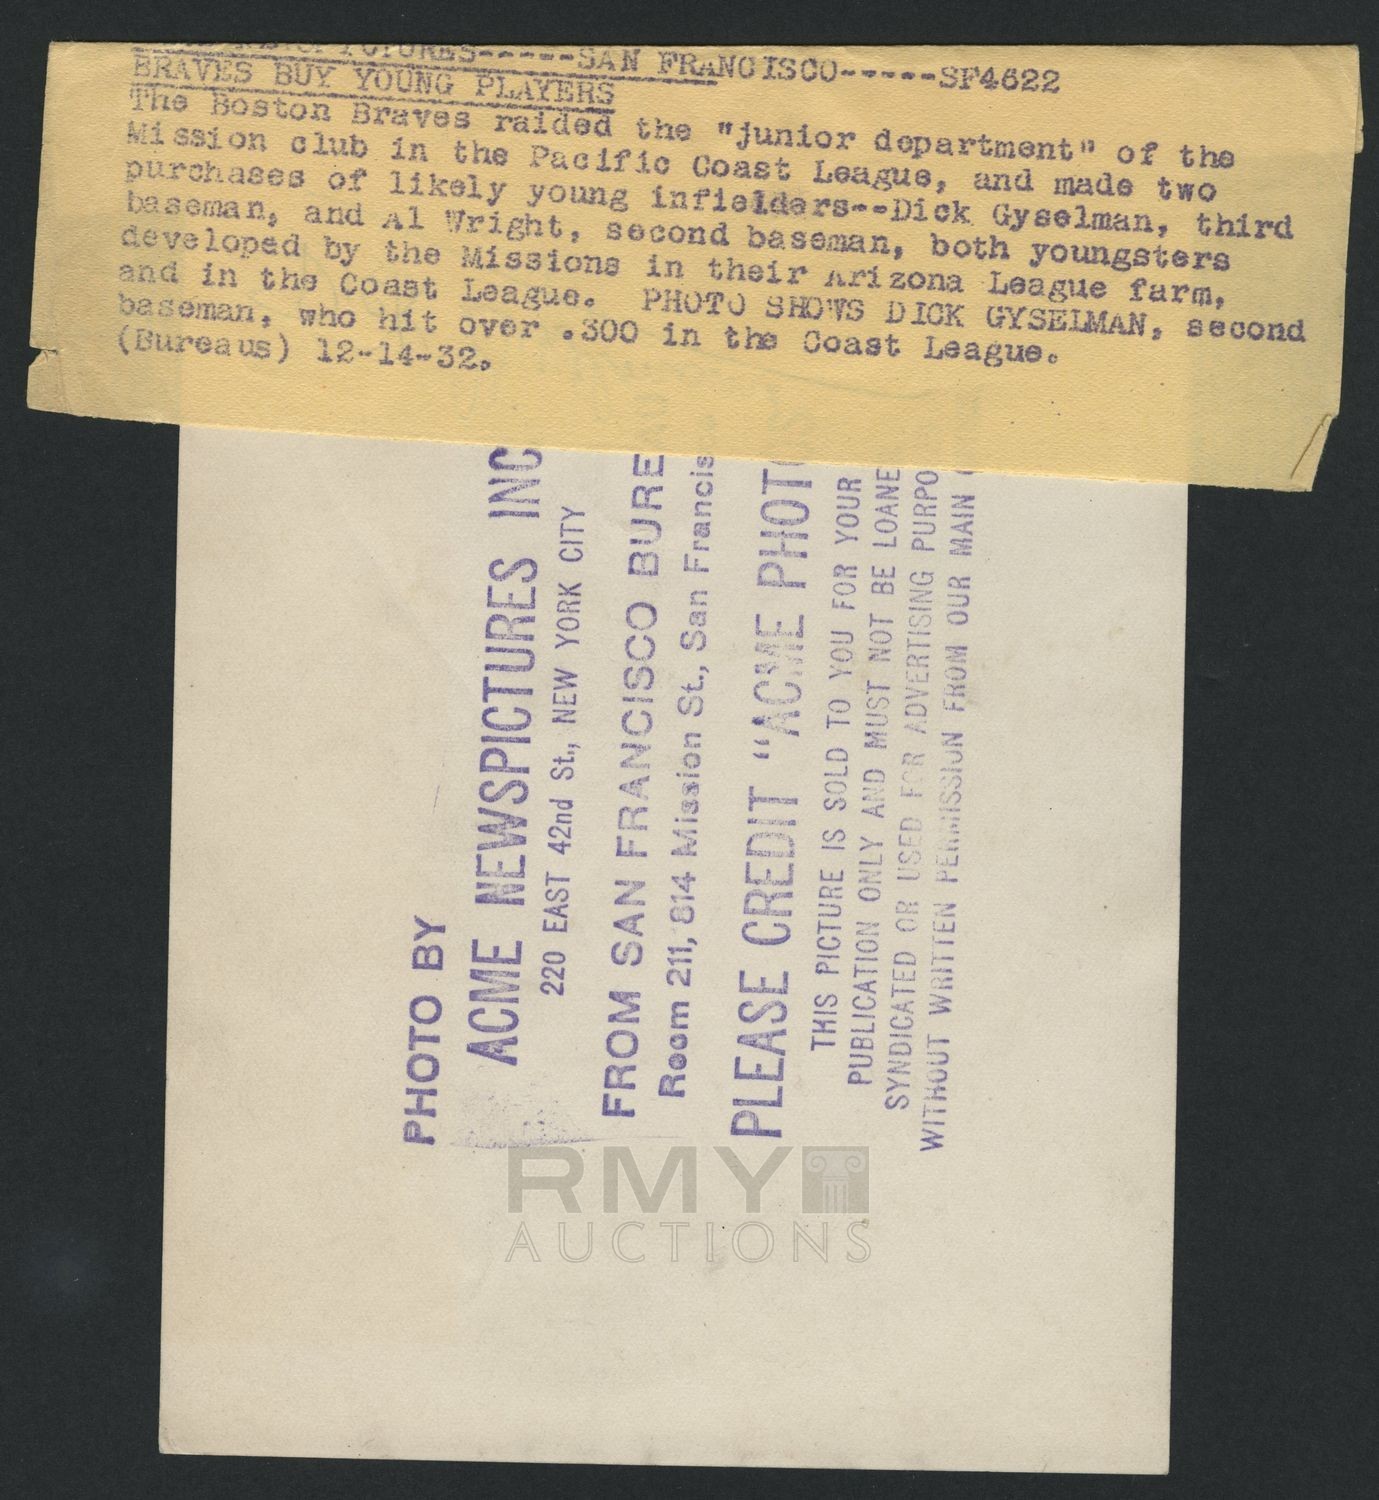 PICTURES-----SAN FRANCISCO-----SF4622
BRAVES BUY YOUNG PLAYERS
The Boston Braves raided the "junior department" of the
Mission club in the Pacific Coast League, and made two
purchases of likely young infielders--Dick Gyselman, third
baseman, and Al Wright, second baseman, both youngsters
developed by the Missions in their Arizona League farm,
and in the Coast League. PHOTO SHOWS DICK GYSELMAN, second
baseman, who hit over .300 in the Coast League.
(Bureaus) 12-14-32.
PHOTO BY
ACME NEWSPICTURES INC
220 EAST 42nd St., NEW YORK CITY
FROM SAN FRANCISCO BURE
Room 211, 814 Mission St., San Francis
PLEASE CREDIT "ACME PHOTO
THIS PICTURE IS SOLD TO YOU FOR YOUR
PUBLICATION ONLY AND MUST NOT BE LOANE
SYNDICATED OR USED FOR ADVERTISING PURPO
WITHOUT WRITTEN PERMISSION FROM OUR MAIN
RMY
AUCTIONS